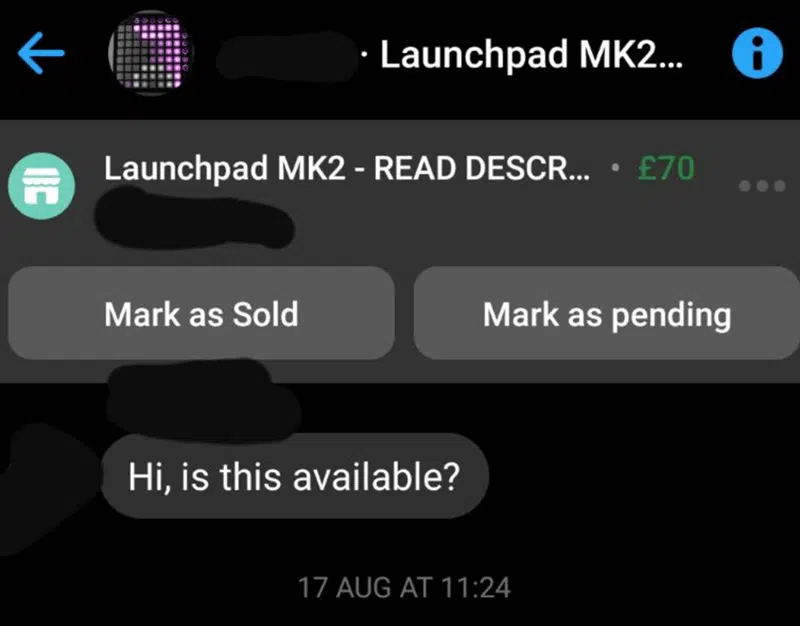 · Launchpad MK2...
Launchpad MK2 - READ DESCR... · £70
Mark as Sold
Mark as pending
Hi, is this available?
17 AUG AT 11:24